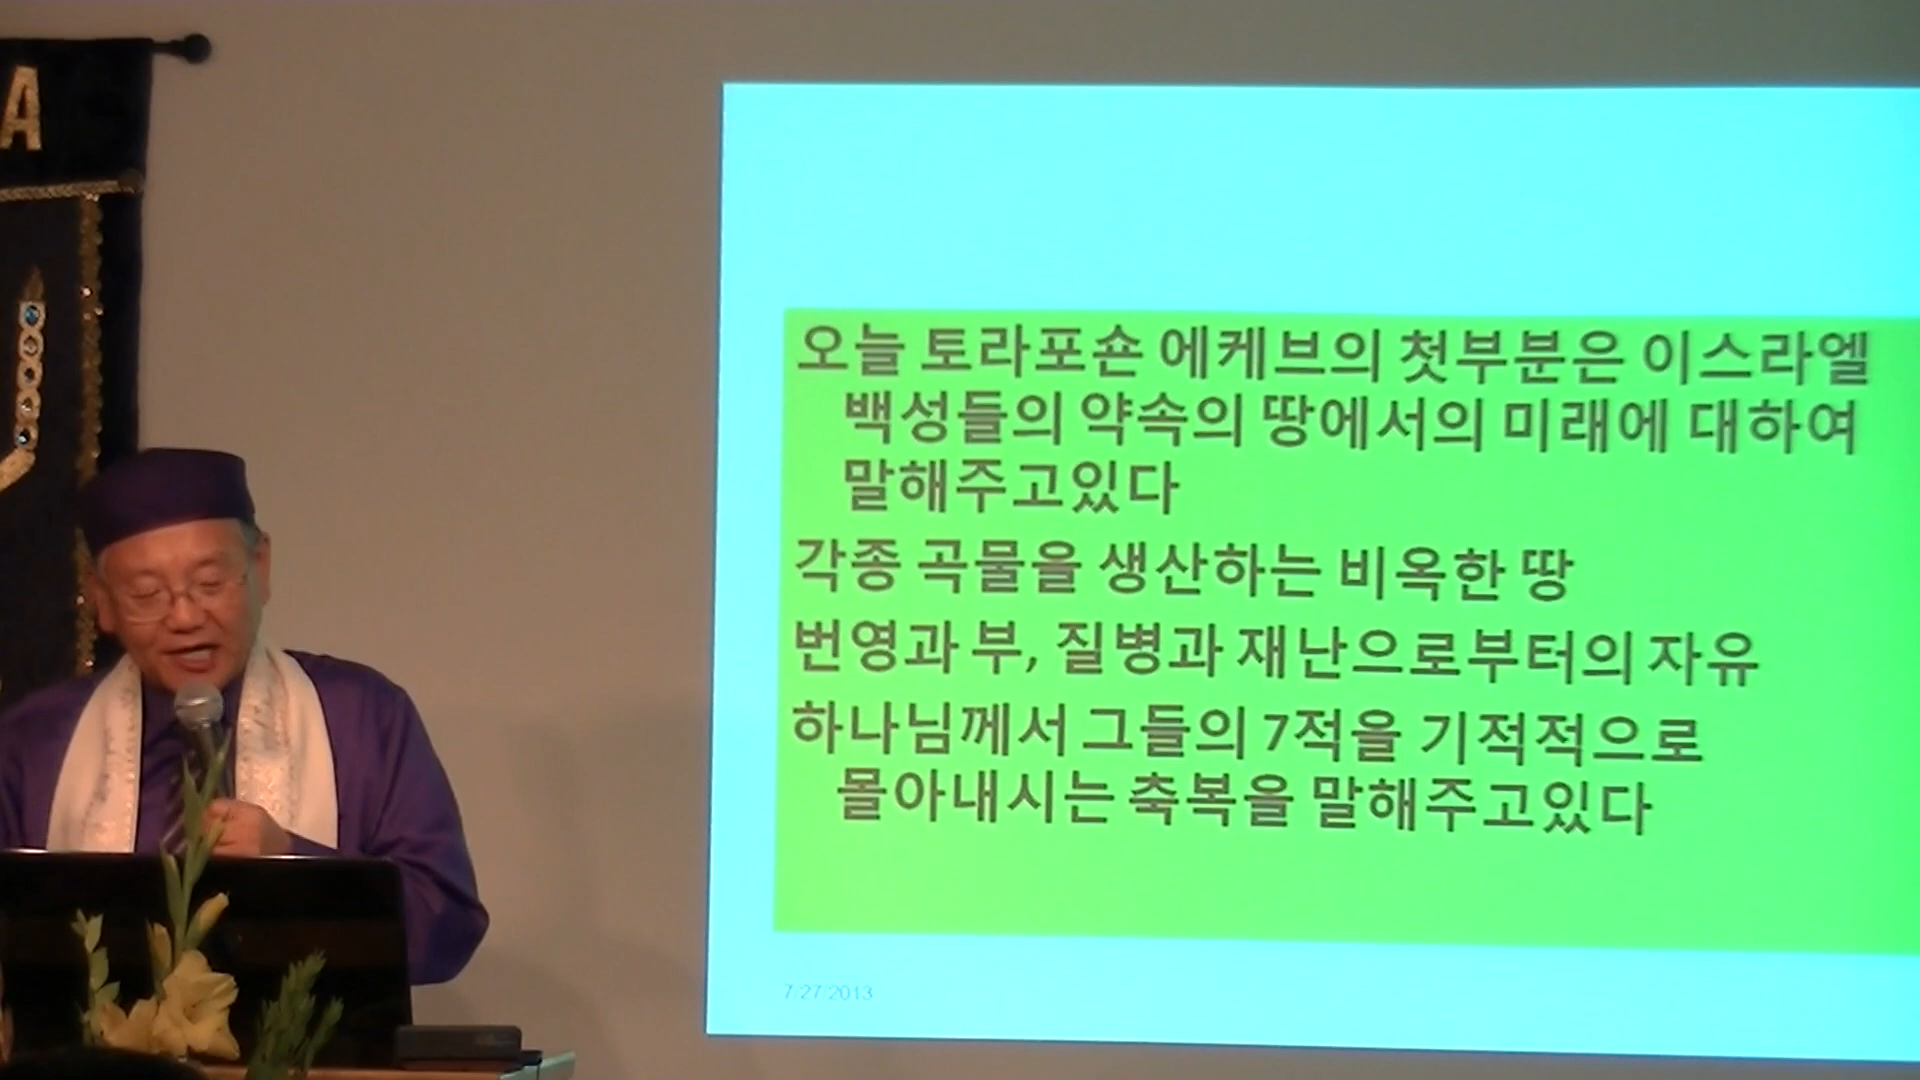 A
오늘 토라포숀 에케브의 첫부분은 이스라엘
백성들의 약속의 땅에서의 미래에 대하여
말해주고있다
각종 곡물을 생산하는 비옥한 땅
번영과 부, 질병과 재난으로부터의 자유
하나님께서 그들의 7적을 기적적으로
몰아내시는 축복을 말해주고있다
7/27/2013